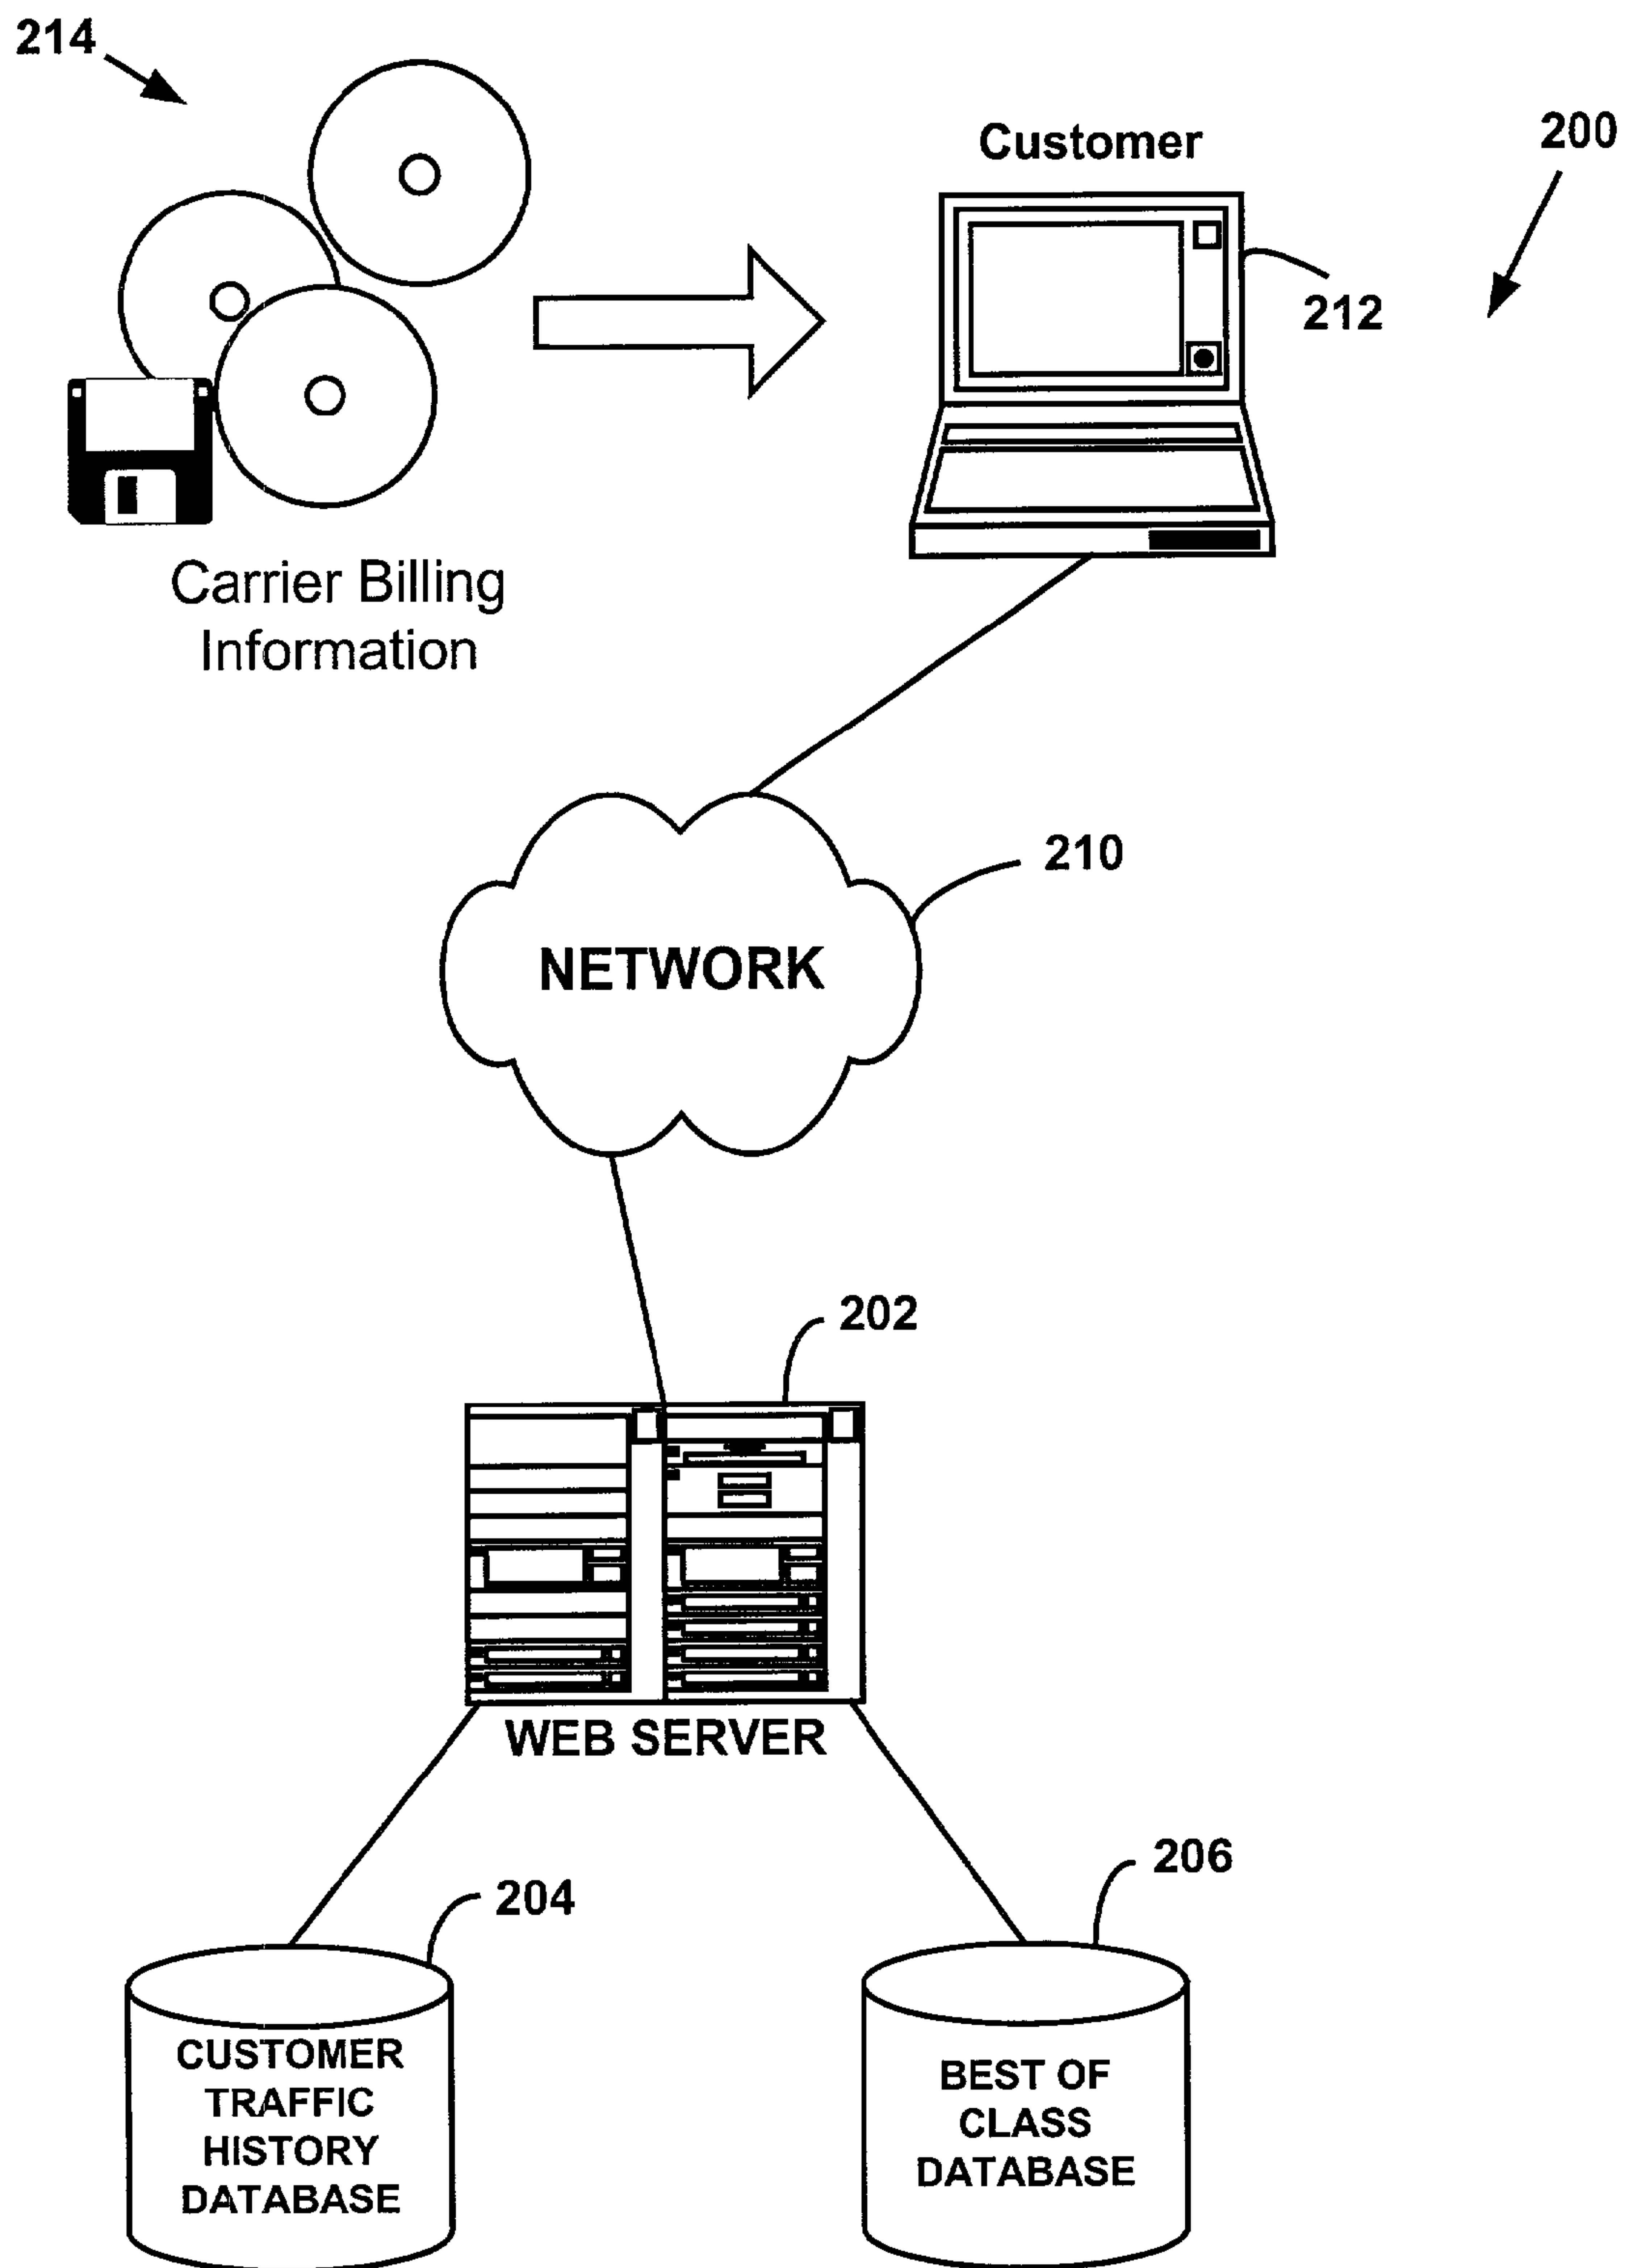 214
Customer
200
212
Carrier Billing
Information
210
NETWORK
202
WEB SERVER
206
204
CUSTOMER
TRAFFIC
HISTORY
DATABASE
BEST OF
CLASS
DATABASE